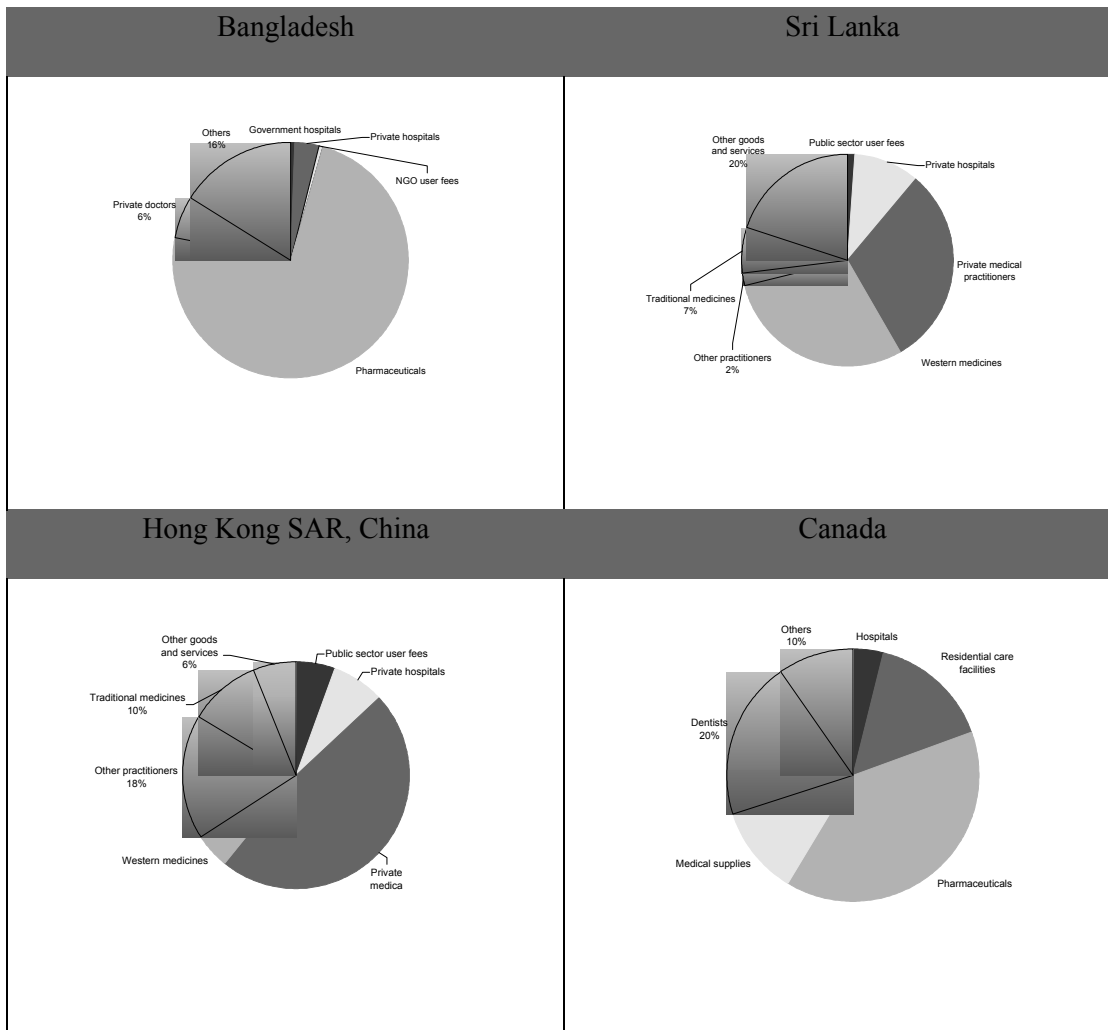 Bangladesh
Sri Lanka
Others
16%
Government hospitals
Private hospitals
NGO user fees
Private doctors
6%
Pharmaceuticals
Other goods
and services
20%
Public sector user fees
Private hospitals
Private medical
practitioners
Traditional medicines
7%
Other practitioners
2%
Western medicines
Hong Kong SAR, China
Canada
Other goods
and services
6%
Public sector user fees
Private hospitals
Traditional medicines
10%
Other practitioners
18%
Western medicines
Private
medica
Others
10%
Hospitals
Residential care
facilities
Dentists
20%
Medical supplies
Pharmaceuticals